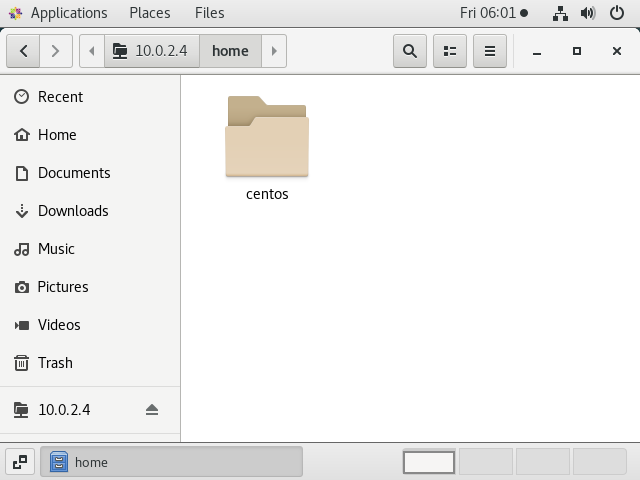 Applications Places Files Fri 06:01
10.0.2.4 home
Recent
Home
Documents
Downloads
Music
Pictures
Videos
Trash
10.0.2.4
centos
home